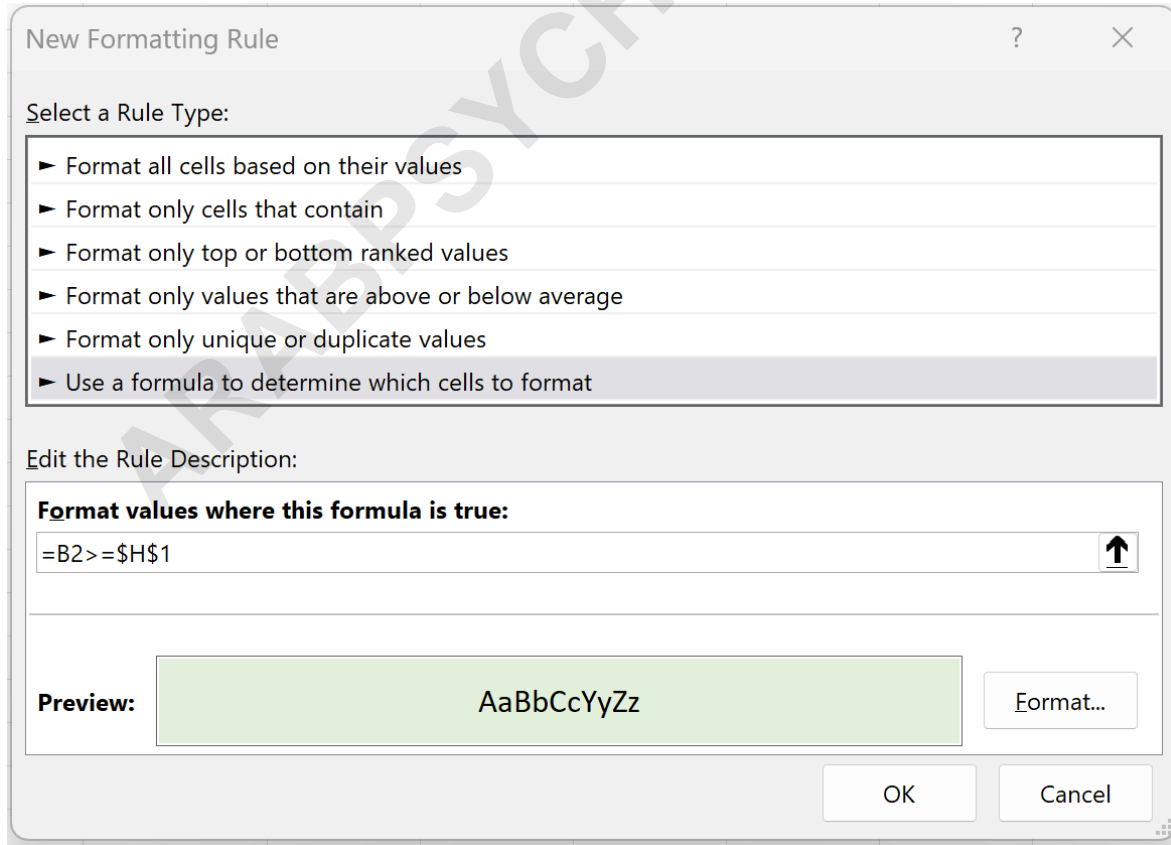 New Formatting Rule ? ×
Select a Rule Type:
► Format all cells based on their values
► Format only cells that contain
► Format only top or bottom ranked values
► Format only values that are above or below average
► Format only unique or duplicate values
► Use a formula to determine which cells to format
Edit the Rule Description:
Format values where this formula is true:
=B2>=$H$1
Preview: AaBbCcYyZz Format...
OK Cancel
ARABPSYCH